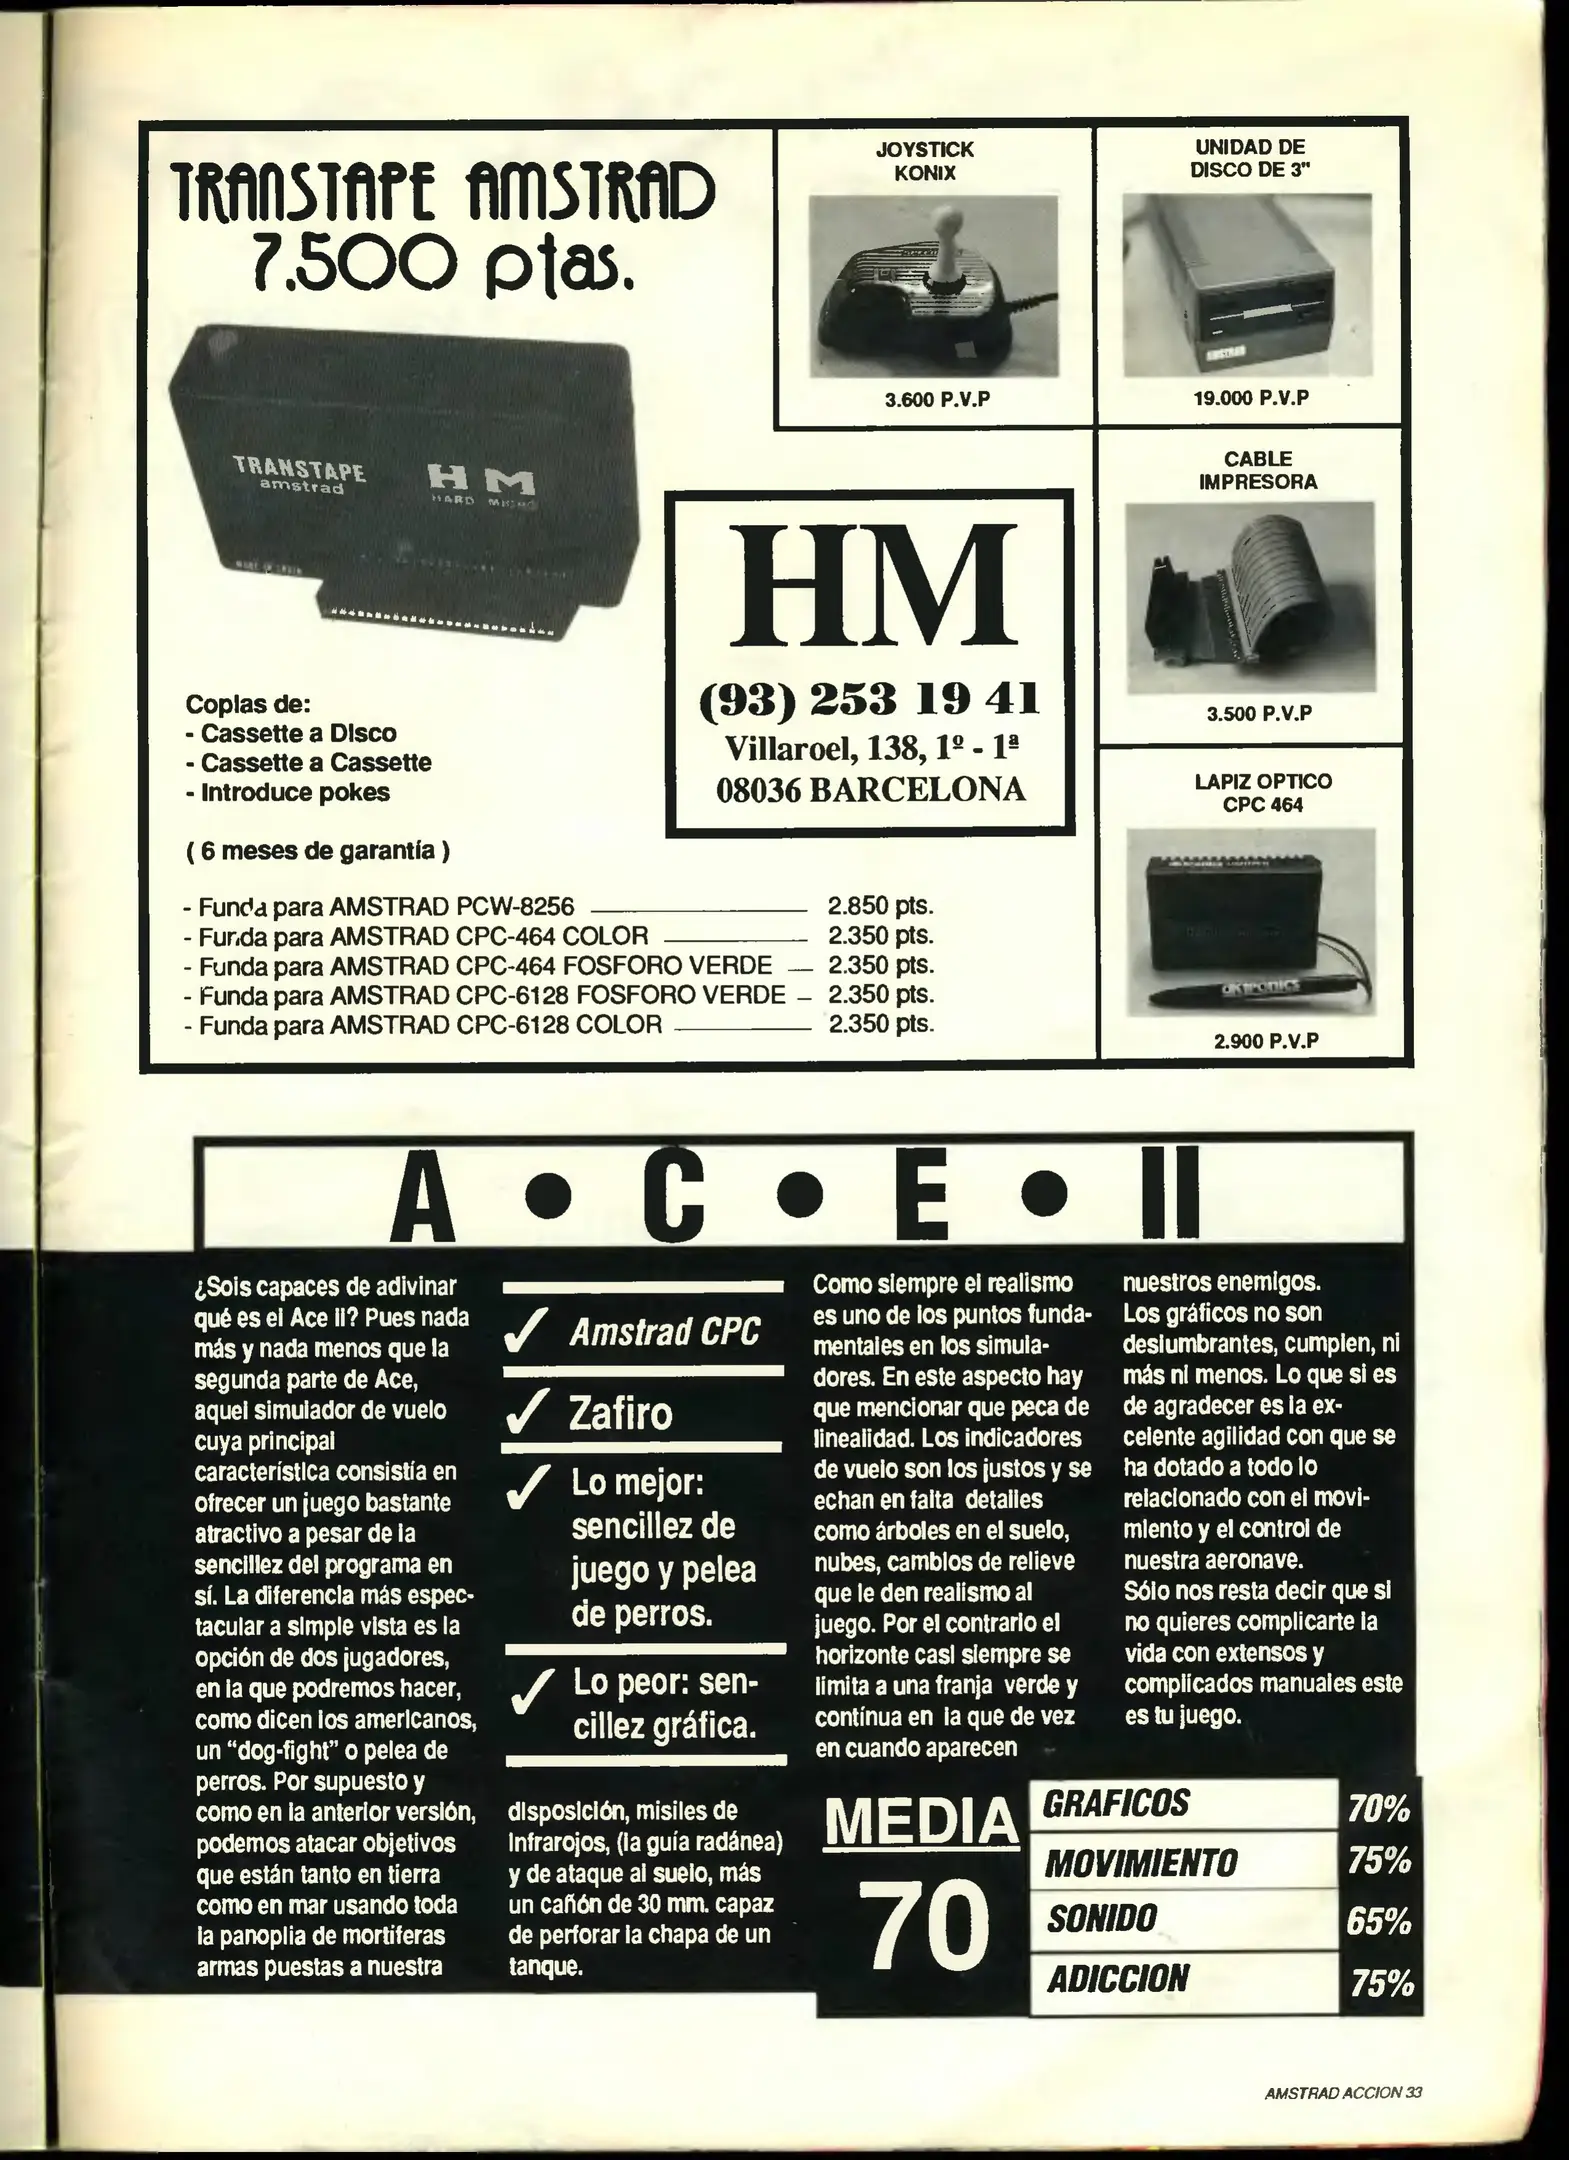 TRANSTAPE AMSTRAD
7.500 ptas.
TRANSTAPE
amstrad
HM
HARD MICRO
MADE IN SPAIN
Copias de:
- Cassette a Disco
- Cassette a Cassette
- Introduce pokes
( 6 meses de garantía )
- Funda para AMSTRAD PCW-8256 2.850 pts.
- Funda para AMSTRAD CPC-464 COLOR 2.350 pts.
- Funda para AMSTRAD CPC-464 FOSFORO VERDE 2.350 pts.
- Funda para AMSTRAD CPC-6128 FOSFORO VERDE 2.350 pts.
- Funda para AMSTRAD CPC-6128 COLOR 2.350 pts.
HM
(93) 253 19 41
Villaroel, 138, 1º - 1ª
08036 BARCELONA
JOYSTICK
KONIX
3.600 P.V.P
UNIDAD DE
DISCO DE 3"
AMSTRAD
19.000 P.V.P
CABLE
IMPRESORA
3.500 P.V.P
LAPIZ OPTICO
CPC 464
dk'tronics
2.900 P.V.P
A • C • E • II
¿Sois capaces de adivinar
qué es el Ace II? Pues nada
más y nada menos que la
segunda parte de Ace,
aquel simulador de vuelo
cuya principal
característica consistía en
ofrecer un juego bastante
atractivo a pesar de la
sencillez del programa en
sí. La diferencia más espec-
tacular a simple vista es la
opción de dos jugadores,
en la que podremos hacer,
como dicen los americanos,
un "dog-fight" o pelea de
perros. Por supuesto y
como en la anterior versión,
podemos atacar objetivos
que están tanto en tierra
como en mar usando toda
la panoplia de mortíferas
armas puestas a nuestra
✓ Amstrad CPC
✓ Zafiro
✓ Lo mejor:
sencillez de
juego y pelea
de perros.
✓ Lo peor: sen-
cillez gráfica.
disposición, misiles de
infrarojos, (la guía radánea)
y de ataque al suelo, más
un cañón de 30 mm. capaz
de perforar la chapa de un
tanque.
Como siempre el realismo
es uno de los puntos funda-
mentales en los simula-
dores. En este aspecto hay
que mencionar que peca de
linealidad. Los indicadores
de vuelo son los justos y se
echan en falta detalles
como árboles en el suelo,
nubes, cambios de relieve
que le den realismo al
juego. Por el contrario el
horizonte casi siempre se
limita a una franja verde y
contínua en la que de vez
en cuando aparecen
nuestros enemigos.
Los gráficos no son
deslumbrantes, cumplen, ni
más ni menos. Lo que si es
de agradecer es la ex-
celente agilidad con que se
ha dotado a todo lo
relacionado con el movi-
miento y el control de
nuestra aeronave.
Sólo nos resta decir que si
no quieres complicarte la
vida con extensos y
complicados manuales este
es tu juego.
MEDIA
70
GRAFICOS 70%
MOVIMIENTO 75%
SONIDO 65%
ADICCION 75%
AMSTRAD ACCION 33